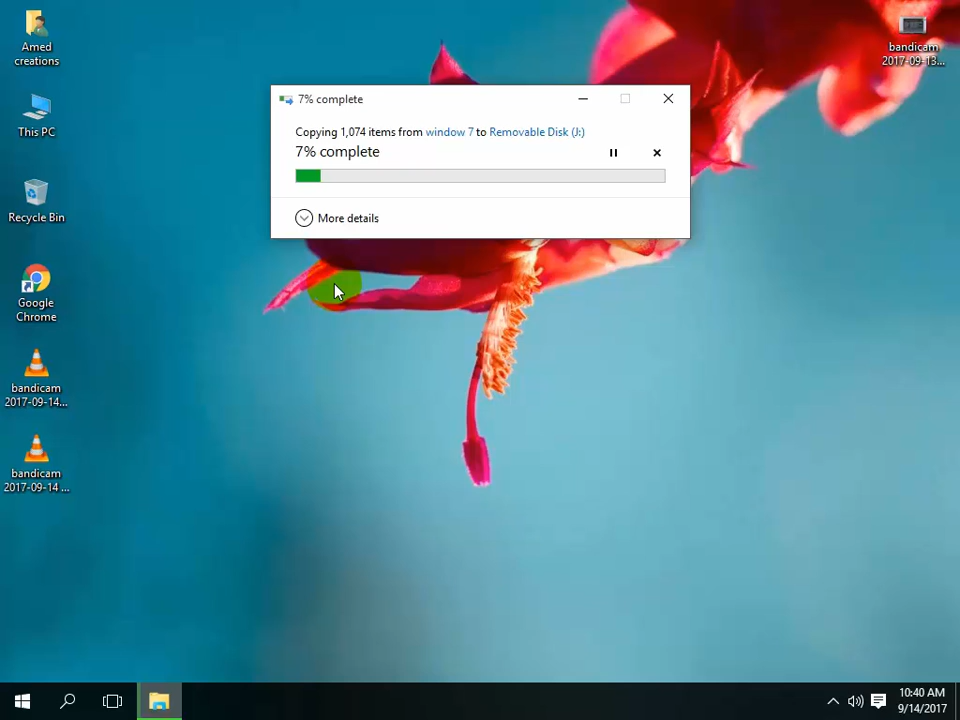 Amed
creations
This PC
Recycle Bin
Google
Chrome
bandicam
2017-09-14...
bandicam
2017-09-14 ...
bandicam
2017-09-13...
7% complete
Copying 1,074 items from window 7 to Removable Disk (J:)
7% complete
More details
10:40 AM
9/14/2017